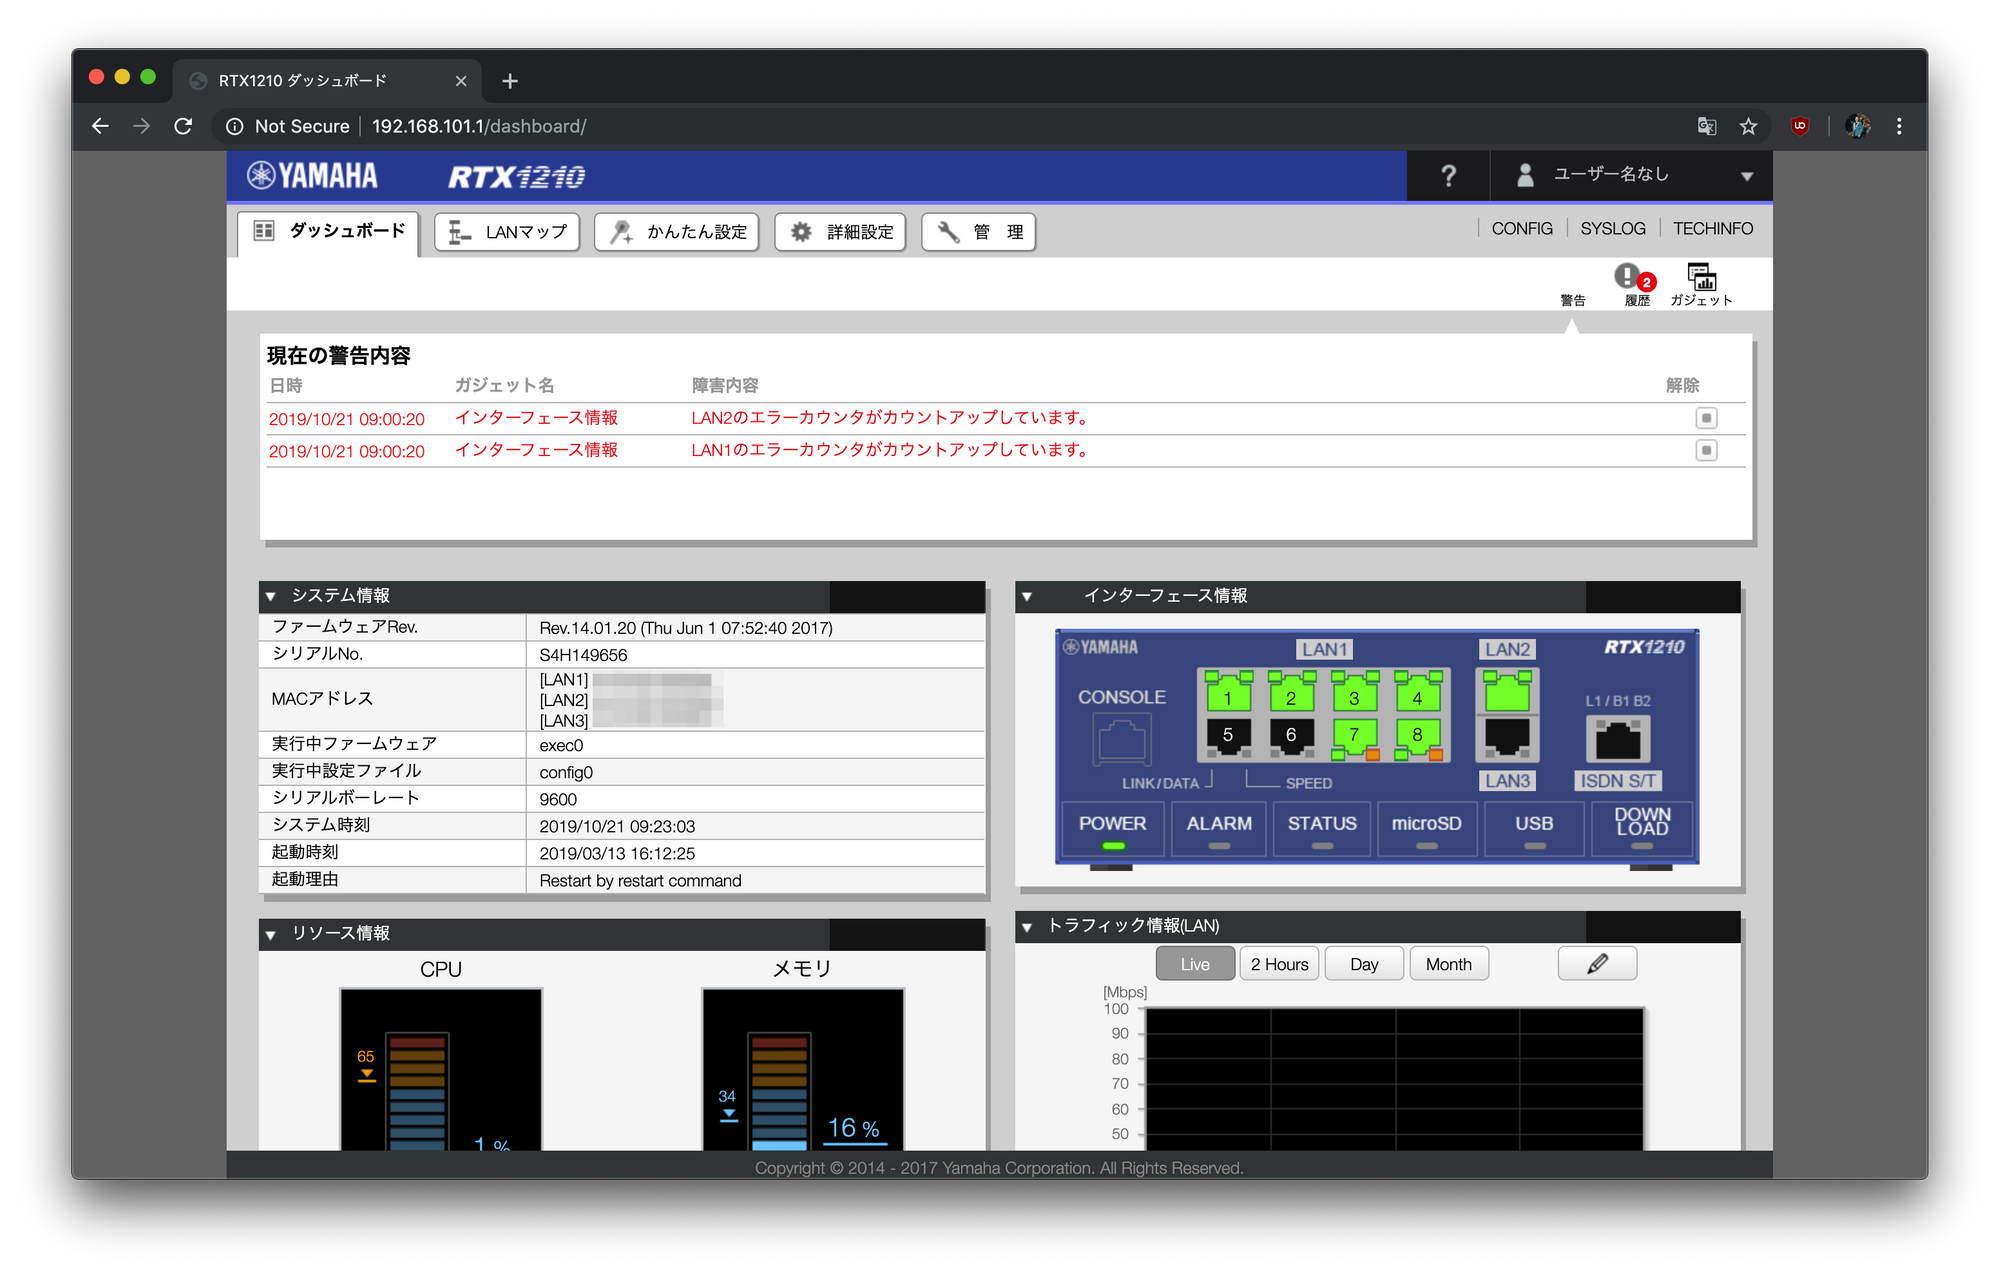 RTX1210 ダッシュボード
Not Secure 192.168.101.1/dashboard/
YAMAHA RTX1210 ? ユーザー名なし
ダッシュボード LANマップ かんたん設定 詳細設定 管 理 CONFIG SYSLOG TECHINFO
2
警告 履歴 ガジェット
現在の警告内容
日時 ガジェット名 障害内容 解除
2019/10/21 09:00:20 インターフェース情報 LAN2のエラーカウンタがカウントアップしています。
2019/10/21 09:00:20 インターフェース情報 LAN1のエラーカウンタがカウントアップしています。
システム情報
ファームウェアRev. Rev.14.01.20 (Thu Jun 1 07:52:40 2017)
シリアルNo. S4H149656
MACアドレス [LAN1]
[LAN2]
[LAN3]
実行中ファームウェア exec0
実行中設定ファイル config0
シリアルボーレート 9600
システム時刻 2019/10/21 09:23:03
起動時刻 2019/03/13 16:12:25
起動理由 Restart by restart command
インターフェース情報
YAMAHA LAN1 LAN2 RTX1210
CONSOLE 1 2 3 4 L1 / B1 B2
5 6 7 8
LINK/DATA SPEED LAN3 ISDN S/T
POWER ALARM STATUS microSD USB DOWN
LOAD
リソース情報
CPU メモリ
65
34
1 % 16 %
トラフィック情報(LAN)
Live 2 Hours Day Month
[Mbps]
100
90
80
70
60
50
Copyright © 2014 - 2017 Yamaha Corporation. All Rights Reserved.